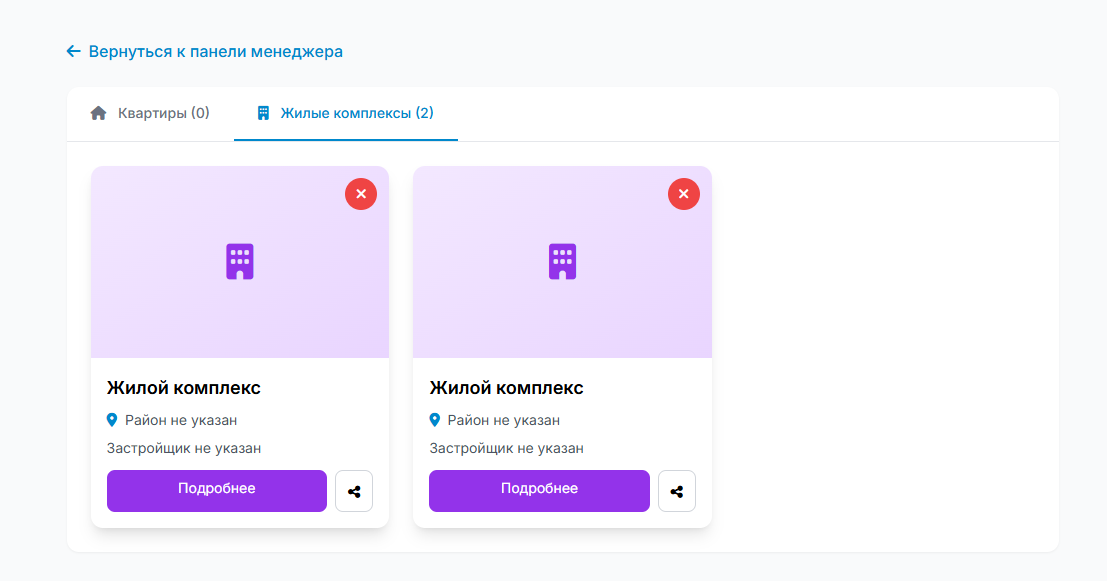 Вернуться к панели менеджера
Квартиры (0)
Жилые комплексы (2)
Жилой комплекс
Район не указан
Застройщик не указан
Подробнее
Жилой комплекс
Район не указан
Застройщик не указан
Подробнее